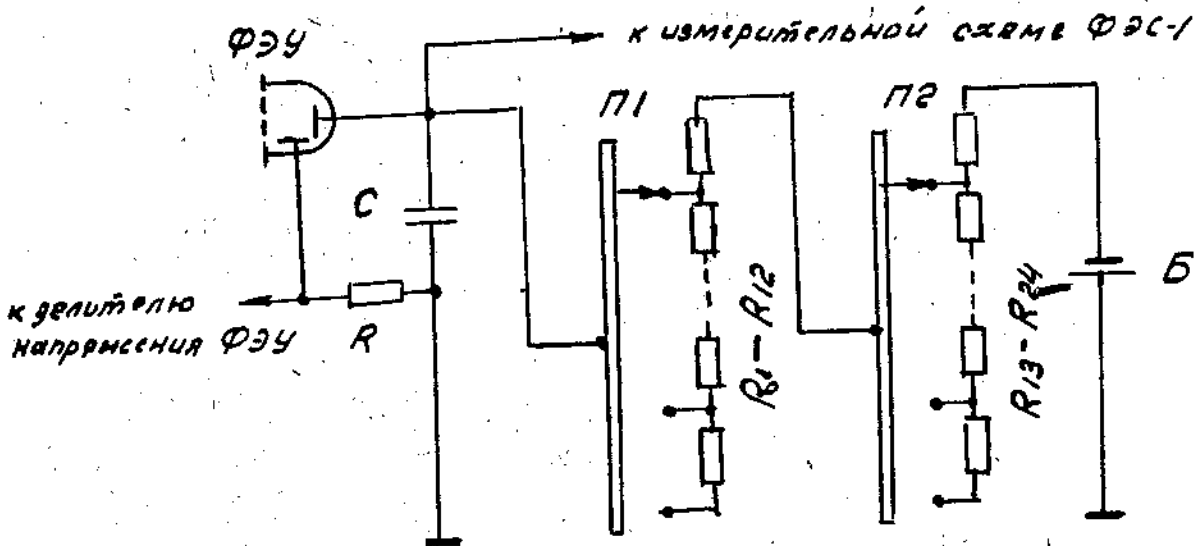 ФЭУ
к измерительной схеме ФЭС-1
П1
П2
С
R1-R12
R13-R24
Б
к делителю
напряжения ФЭУ
R